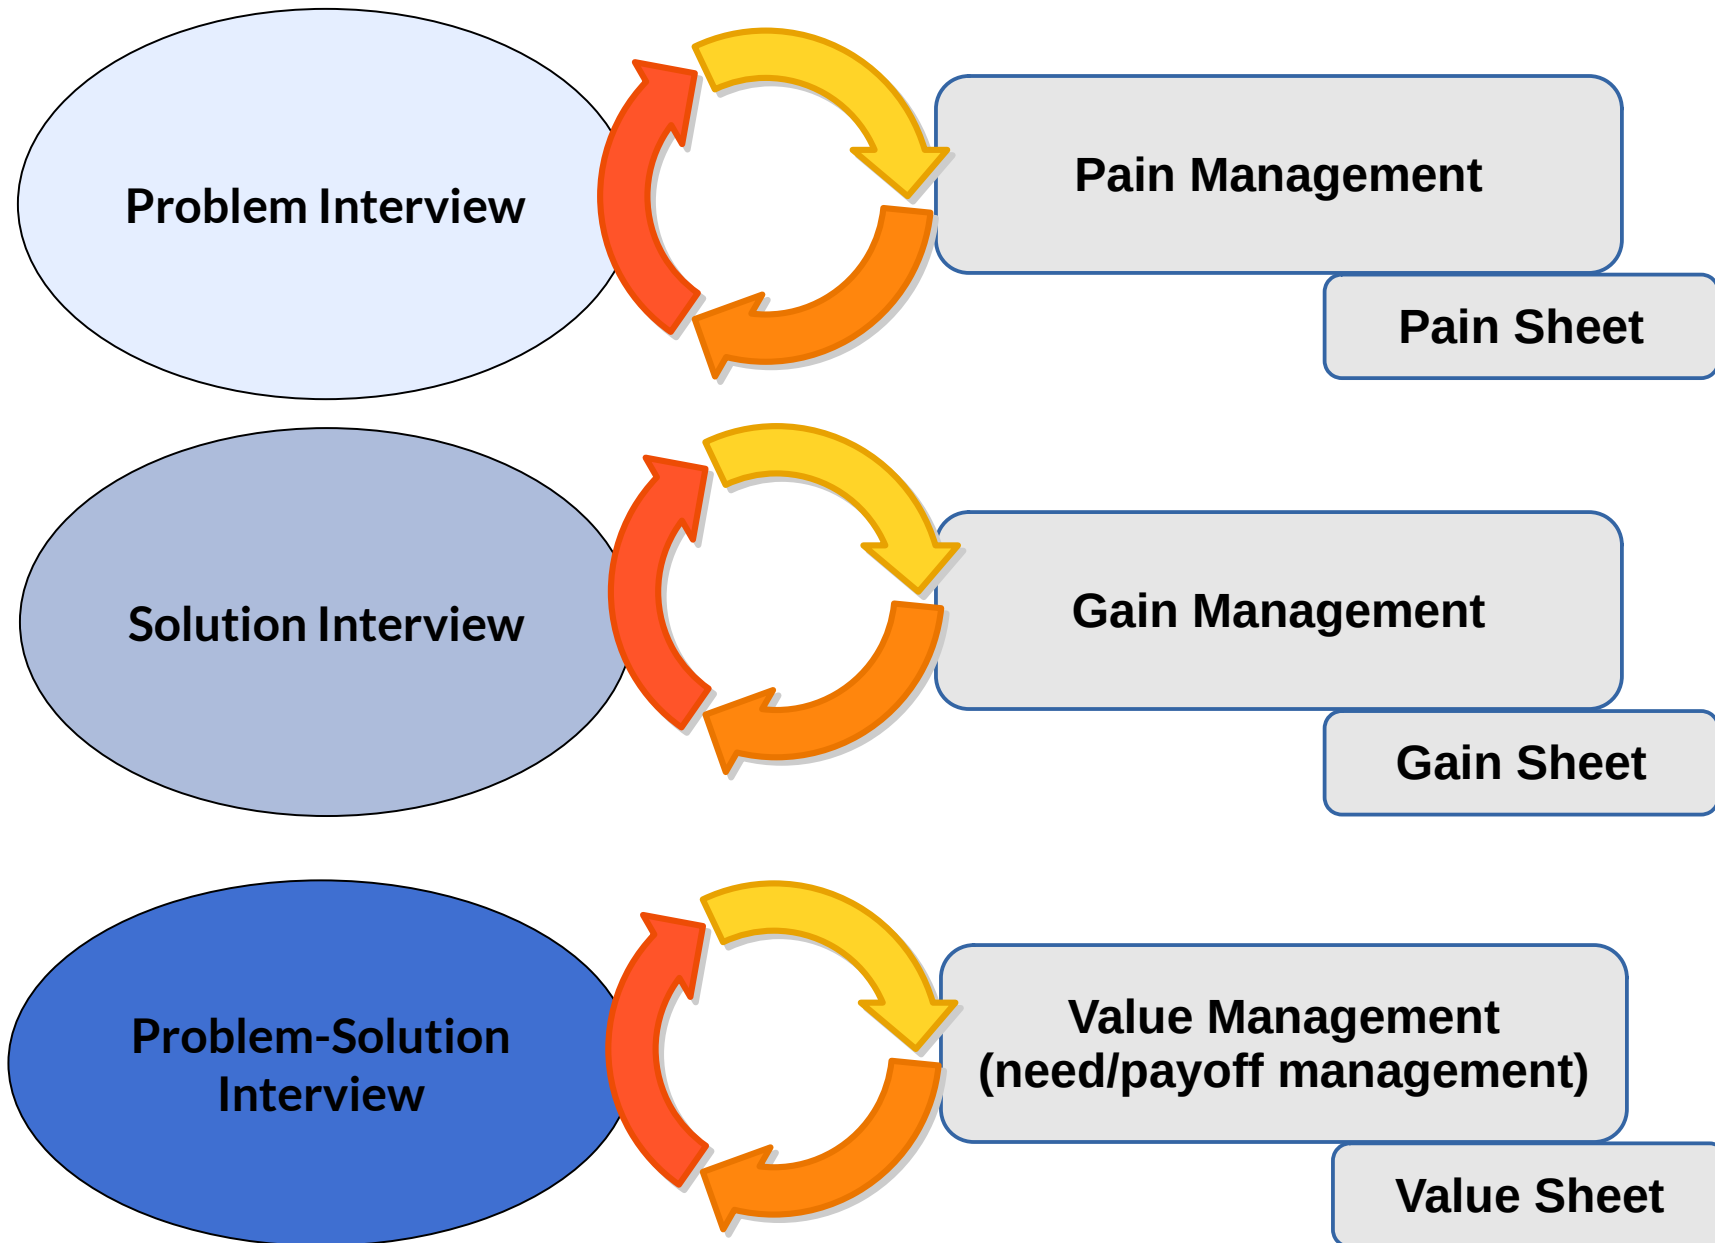 Problem Interview
Pain Management
Pain Sheet
Solution Interview
Gain Management
Gain Sheet
Problem-Solution
Interview
Value Management
(need/payoff management)
Value Sheet